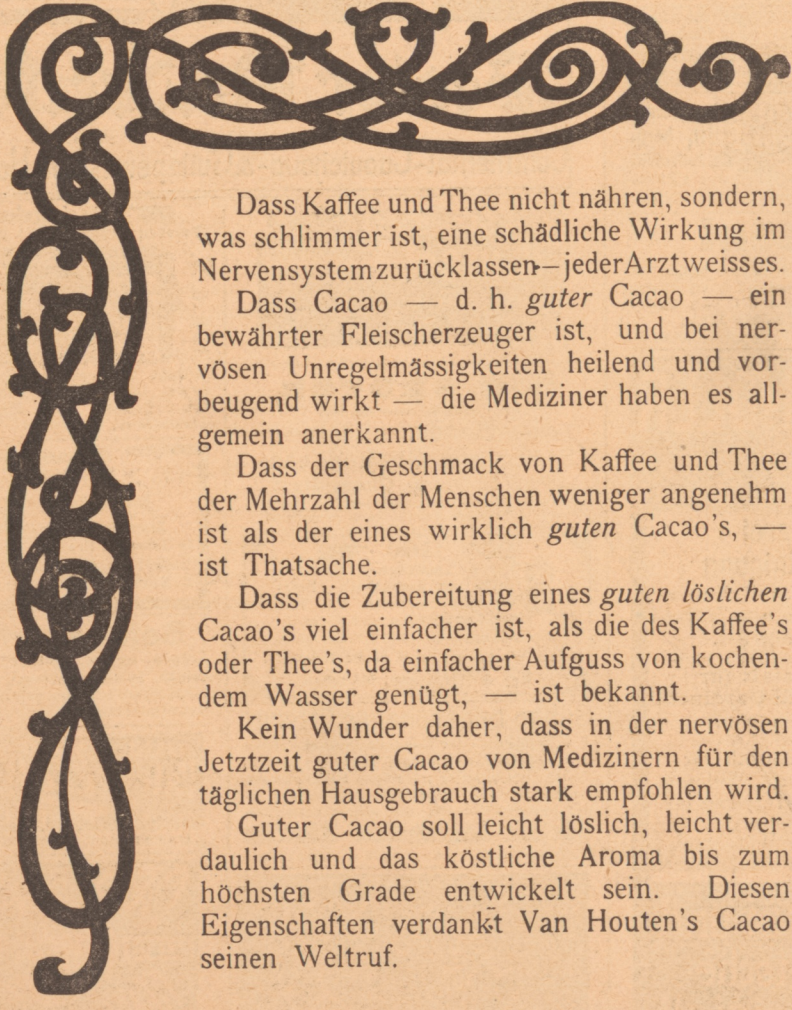 Dass Kaffee und Thee nicht nähren, sondern,
was schlimmer ist, eine schädliche Wirkung im
Nervensystem zurücklassen — jeder Arzt weiss es.
Dass Cacao — d. h. guter Cacao — ein
bewährter Fleischerzeuger ist, und bei ner-
vösen Unregelmässigkeiten heilend und vor-
beugend wirkt — die Mediziner haben es all-
gemein anerkannt.
Dass der Geschmack von Kaffee und Thee
der Mehrzahl der Menschen weniger angenehm
ist als der eines wirklich guten Cacao's, —
ist Thatsache.
Dass die Zubereitung eines guten löslichen
Cacao's viel einfacher ist, als die des Kaffee's
oder Thee's, da einfacher Aufguss von kochen-
dem Wasser genügt, — ist bekannt.
Kein Wunder daher, dass in der nervösen
Jetztzeit guter Cacao von Medizinern für den
täglichen Hausgebrauch stark empfohlen wird.
Guter Cacao soll leicht löslich, leicht ver-
daulich und das köstliche Aroma bis zum
höchsten Grade entwickelt sein. Diesen
Eigenschaften verdankt Van Houten's Cacao
seinen Weltruf.